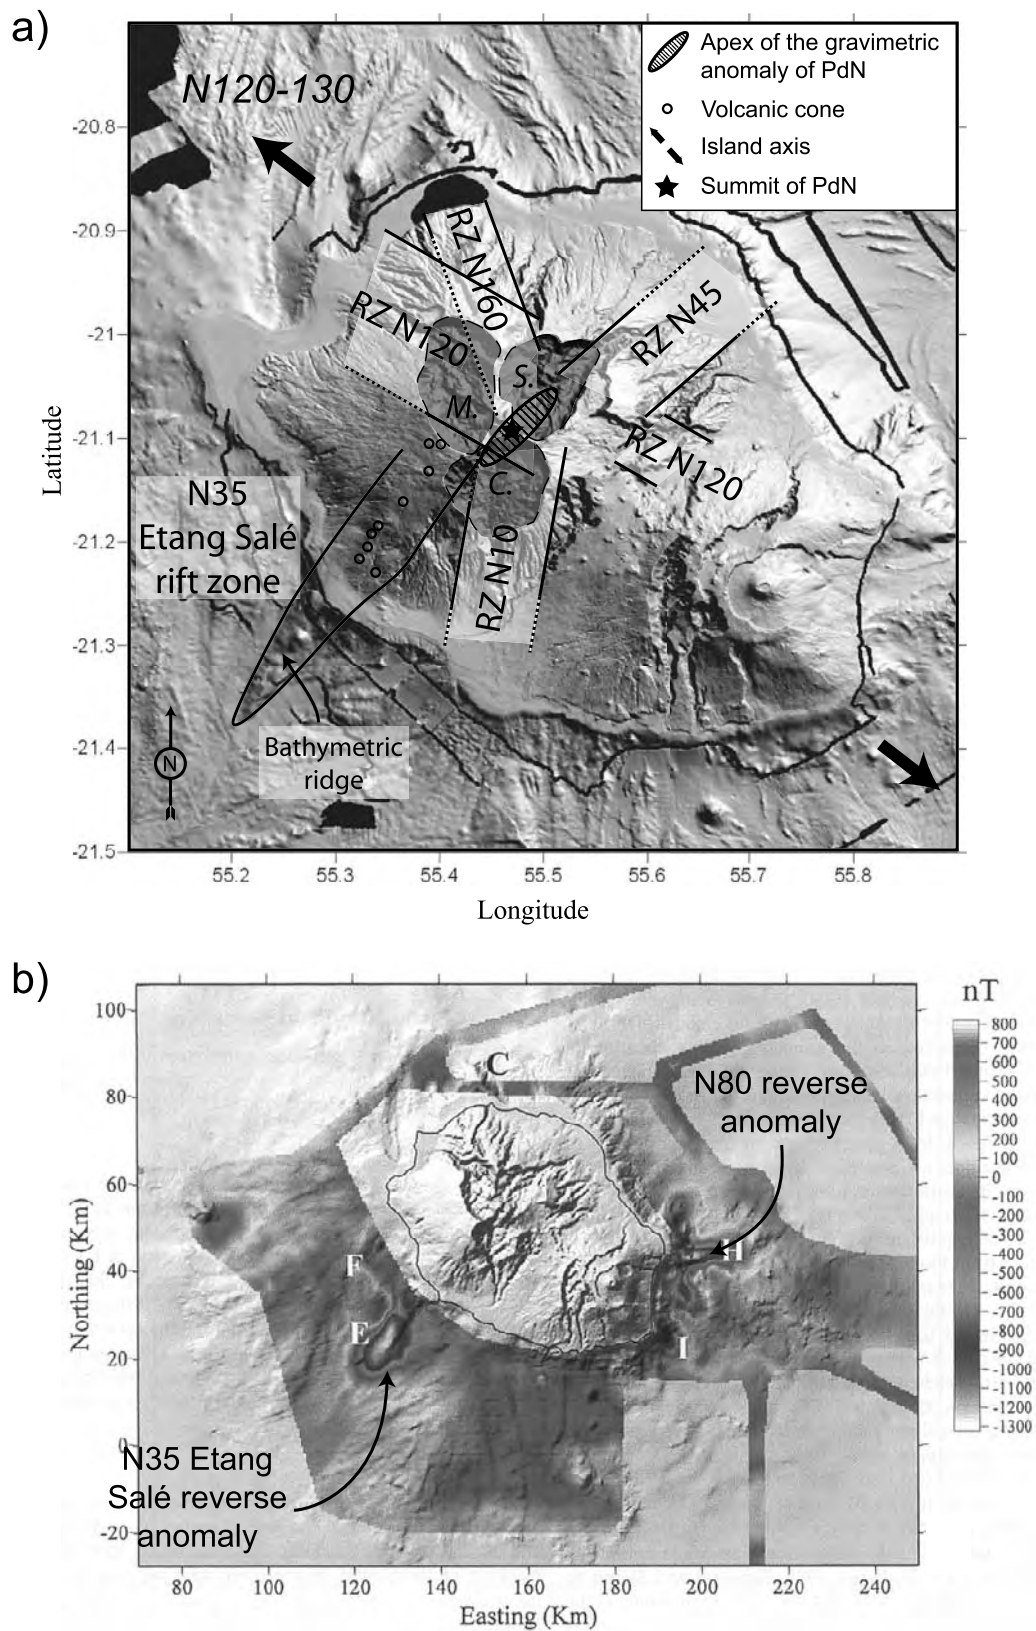 a)
N120-130
Apex of the gravimetric
anomaly of PdN
Volcanic cone
Island axis
Summit of PdN
-20.8
-20.9
-21
-21.1
-21.2
-21.3
-21.4
-21.5
Latitude
RZ N160
RZ N120
RZ N45
RZ N120
RZ N10
S.
M.
C.
N35
Etang Salé
rift zone
Bathymetric
ridge
N
55.2
55.3
55.4
55.5
55.6
55.7
55.8
Longitude
b)
nT
100
80
60
40
20
0
-20
Northing (Km)
C
N80 reverse
anomaly
F
H
E
I
N35 Etang
Salé reverse
anomaly
80
100
120
140
160
180
200
220
240
Easting (Km)
800
700
500
400
300
200
100
0
-100
-200
-300
-400
-500
-600
-700
-800
-900
-1000
-1100
-1200
-1300